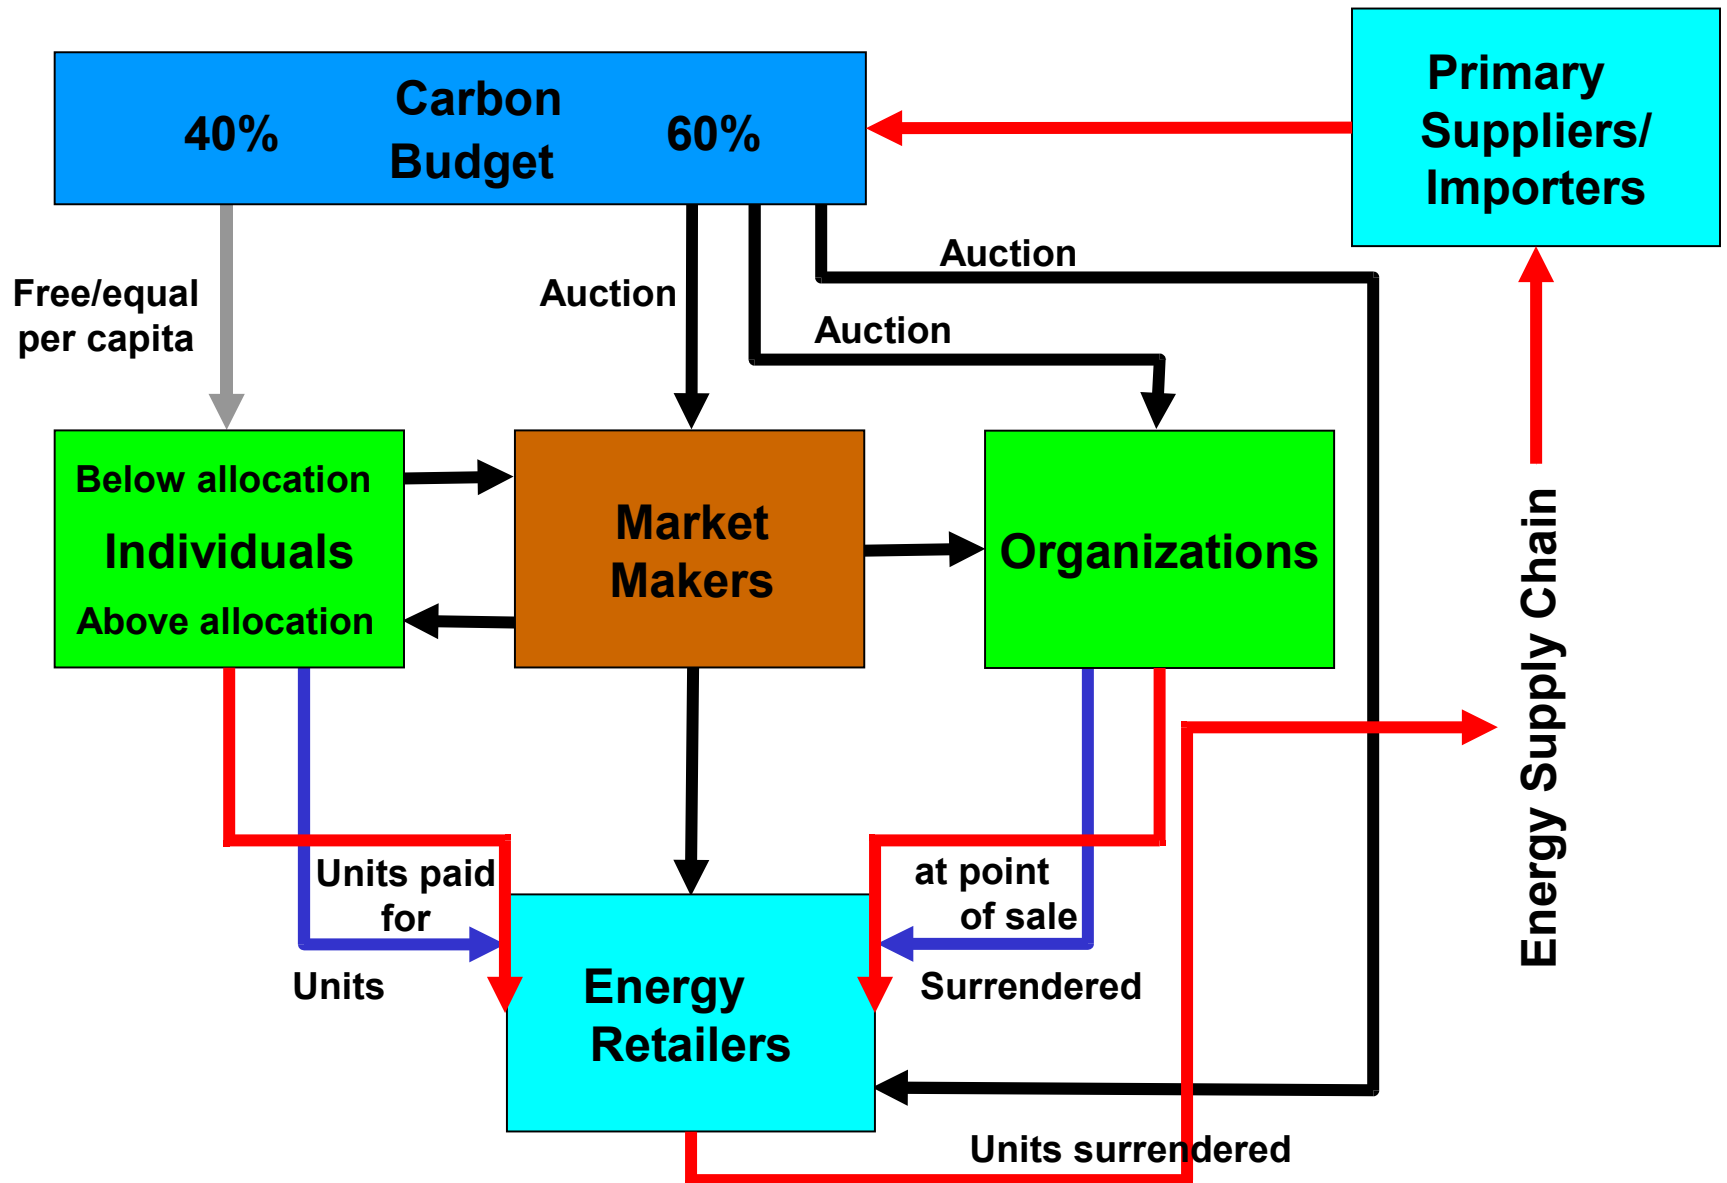 Carbon
Budget
40%
60%
Primary
Suppliers/
Importers
Free/equal
per capita
Auction
Auction
Auction
Below allocation
Individuals
Above allocation
Market
Makers
Organizations
Energy Supply Chain
Units paid
for
at point
of sale
Units
Surrendered
Energy
Retailers
Units surrendered